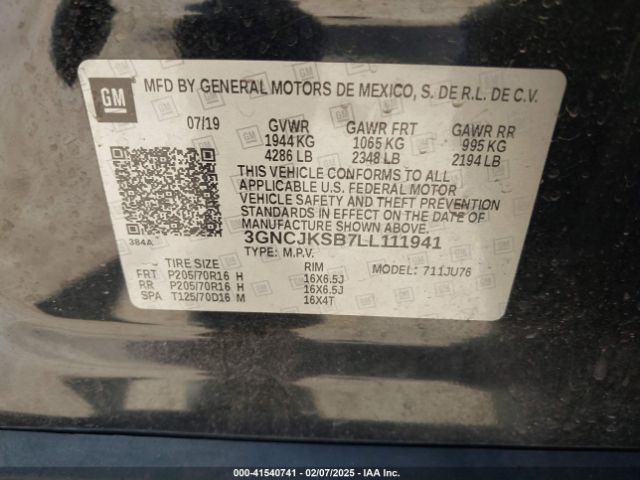 GM
MFD BY GENERAL MOTORS DE MEXICO, S. DE R.L. DE C.V.
07/19 GVWR GAWR FRT GAWR RR
1944 KG 1065 KG 995 KG
4286 LB 2348 LB 2194 LB
THIS VEHICLE CONFORMS TO ALL
APPLICABLE U.S. FEDERAL MOTOR
VEHICLE SAFETY, BUMPER, AND THEFT
PREVENTION STANDARDS IN EFFECT
ON THE DATE OF
MANUFACTURE SHOWN ABOVE.
384A
3GNCJKSB7LL111941
TYPE: M.P.V. MODEL: 711JU76
TIRE SIZE RIM
FRT P205/70R16 H 16X6.5J
RR P205/70R16 H 16X6.5J
SPA T125/70D16 M 16X4T
000-41540741 - 02/07/2025 - IAA Inc.